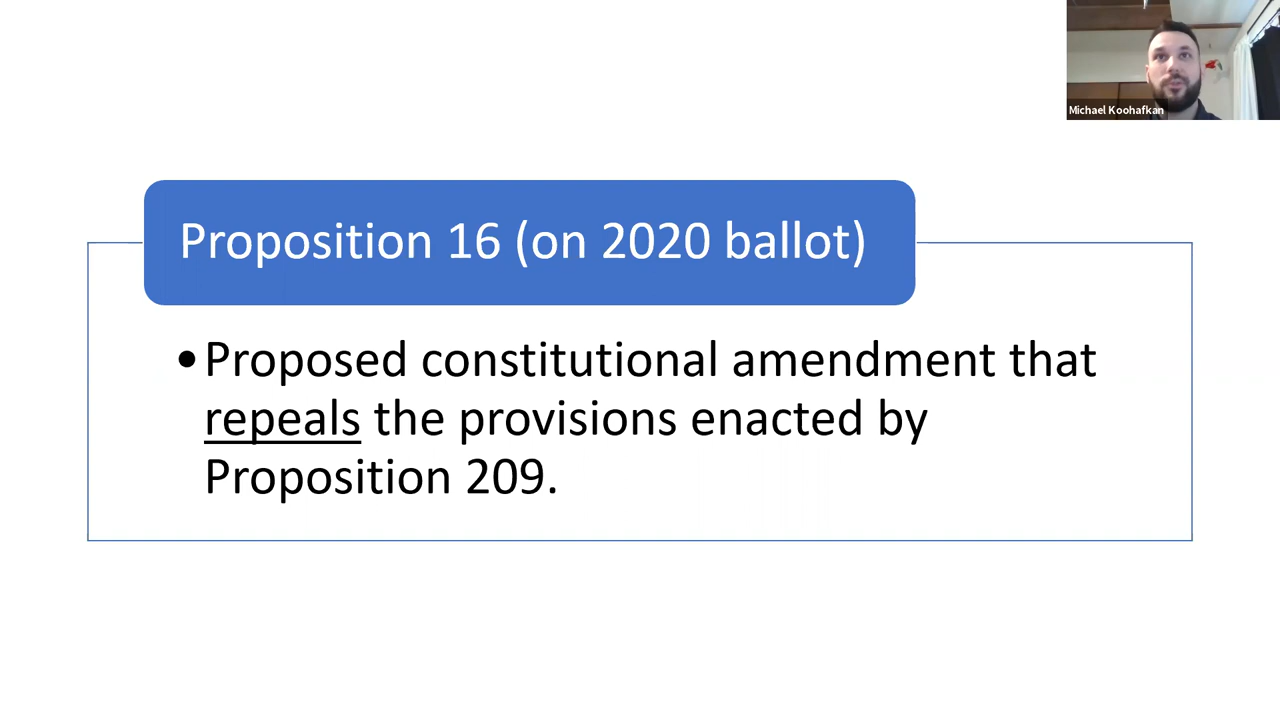 Michael Koohafkan
Proposition 16 (on 2020 ballot)
•Proposed constitutional amendment that
repeals the provisions enacted by
Proposition 209.